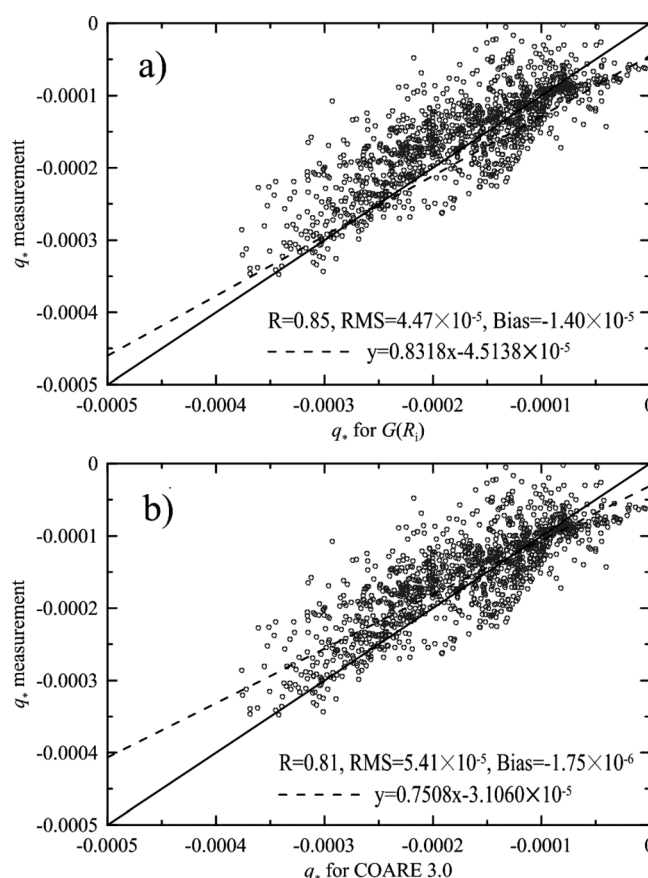 0
-0.0001
-0.0002
-0.0003
-0.0004
-0.0005
q* measurement
a)
R=0.85, RMS=4.47×10-5, Bias=-1.40×10-5
y=0.8318x-4.5138×10-5
-0.0005 -0.0004 -0.0003 -0.0002 -0.0001 0
q* for G(Ri)
0
-0.0001
-0.0002
-0.0003
-0.0004
-0.0005
q* measurement
b)
R=0.81, RMS=5.41×10-5, Bias=-1.75×10-6
y=0.7508x-3.1060×10-5
-0.0005 -0.0004 -0.0003 -0.0002 -0.0001 0
q* for COARE 3.0